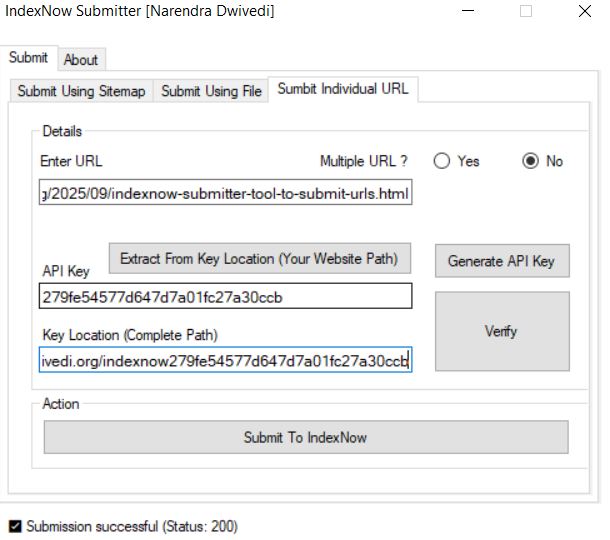 IndexNow Submitter [Narendra Dwivedi]
Submit About
Submit Using Sitemap Submit Using File Sumbit Individual URL
Details
Enter URL Multiple URL ? Yes No
g/2025/09/indexnow-submitter-tool-to-submit-urls.html
Extract From Key Location (Your Website Path) Generate API Key
API Key
279fe54577d647d7a01fc27a30ccb
Key Location (Complete Path) Verify
ivedi.org/indexnow279fe54577d647d7a01fc27a30ccb
Action
Submit To IndexNow
Submission successful (Status: 200)